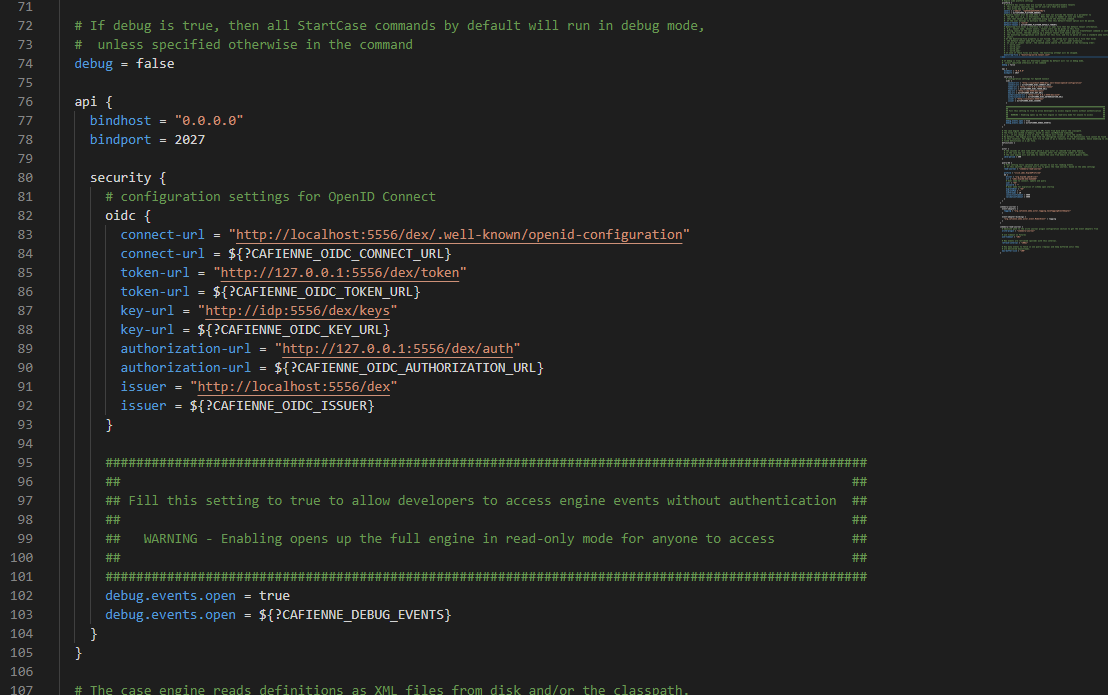 71
72 # If debug is true, then all StartCase commands by default will run in debug mode,
73 #  unless specified otherwise in the command
74 debug = false
75
76 api {
77   bindhost = "0.0.0.0"
78   bindport = 2027
79
80   security {
81     # configuration settings for OpenID Connect
82     oidc {
83       connect-url = "http://localhost:5556/dex/.well-known/openid-configuration"
84       connect-url = ${?CAFIENNE_OIDC_CONNECT_URL}
85       token-url = "http://127.0.0.1:5556/dex/token"
86       token-url = ${?CAFIENNE_OIDC_TOKEN_URL}
87       key-url = "http://idp:5556/dex/keys"
88       key-url = ${?CAFIENNE_OIDC_KEY_URL}
89       authorization-url = "http://127.0.0.1:5556/dex/auth"
90       authorization-url = ${?CAFIENNE_OIDC_AUTHORIZATION_URL}
91       issuer = "http://localhost:5556/dex"
92       issuer = ${?CAFIENNE_OIDC_ISSUER}
93     }
94
95     ###################################################################################################
96     ##                                                                                               ##
97     ## Fill this setting to true to allow developers to access engine events without authentication  ##
98     ##                                                                                               ##
99     ##   WARNING - Enabling opens up the full engine in read-only mode for anyone to access          ##
100     ##                                                                                               ##
101     ###################################################################################################
102     debug.events.open = true
103     debug.events.open = ${?CAFIENNE_DEBUG_EVENTS}
104   }
105 }
106
107 # The case engine reads definitions as XML files from disk and/or the classpath.